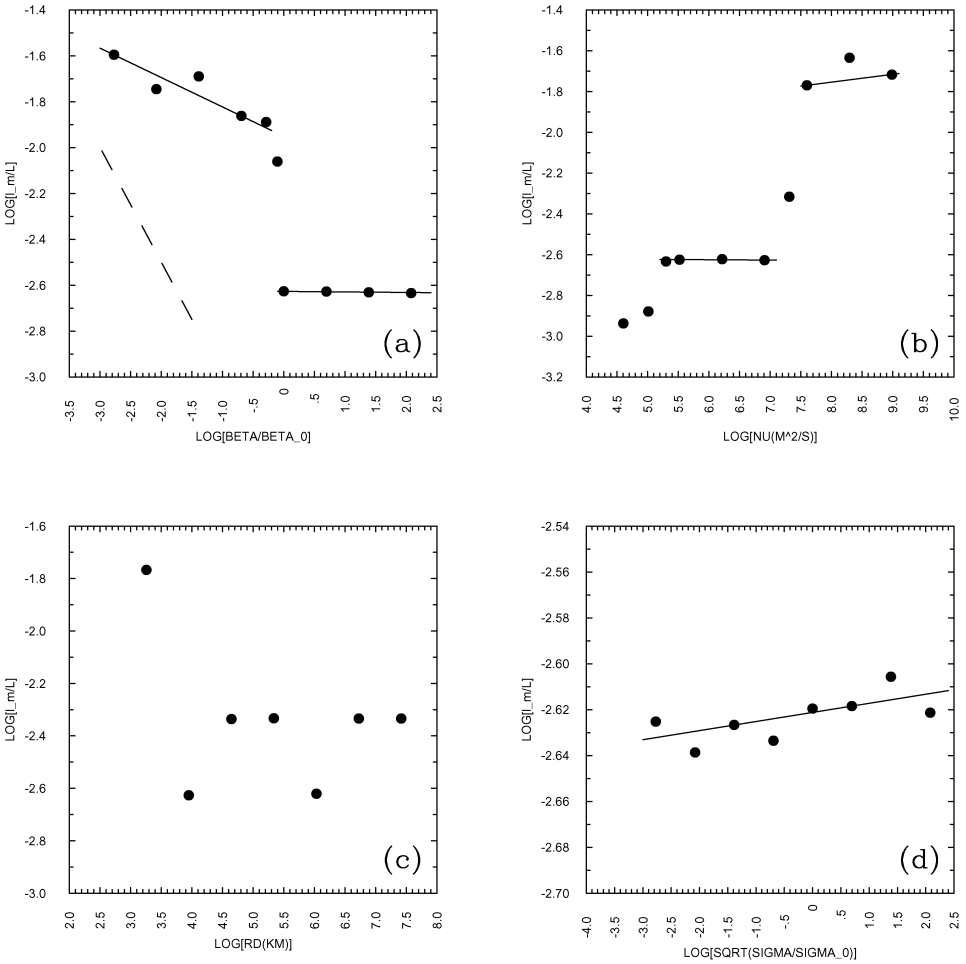 -1.4
-1.6
-1.8
-2.0
-2.2
-2.4
-2.6
-2.8
-3.0
LOG[l_m/L]
(a)
-3.5 -3.0 -2.5 -2.0 -1.5 -1.0 -.5 0 .5 1.0 1.5 2.0 2.5
LOG[BETA/BETA_0]
-1.4
-1.6
-1.8
-2.0
-2.2
-2.4
-2.6
-2.8
-3.0
-3.2
LOG[l_m/L]
(b)
4.0 4.5 5.0 5.5 6.0 6.5 7.0 7.5 8.0 8.5 9.0 9.5 10.0
LOG[NU(M^2/S)]
-1.6
-1.8
-2.0
-2.2
-2.4
-2.6
-2.8
-3.0
LOG[l_m/L]
(c)
2.0 2.5 3.0 3.5 4.0 4.5 5.0 5.5 6.0 6.5 7.0 7.5 8.0
LOG[RD(KM)]
-2.54
-2.56
-2.58
-2.60
-2.62
-2.64
-2.66
-2.68
-2.70
LOG[l_m/L]
(d)
-4.0 -3.5 -3.0 -2.5 -2.0 -1.5 -1.0 -.5 0 .5 1.0 1.5 2.0 2.5
LOG[SQRT(SIGMA/SIGMA_0)]